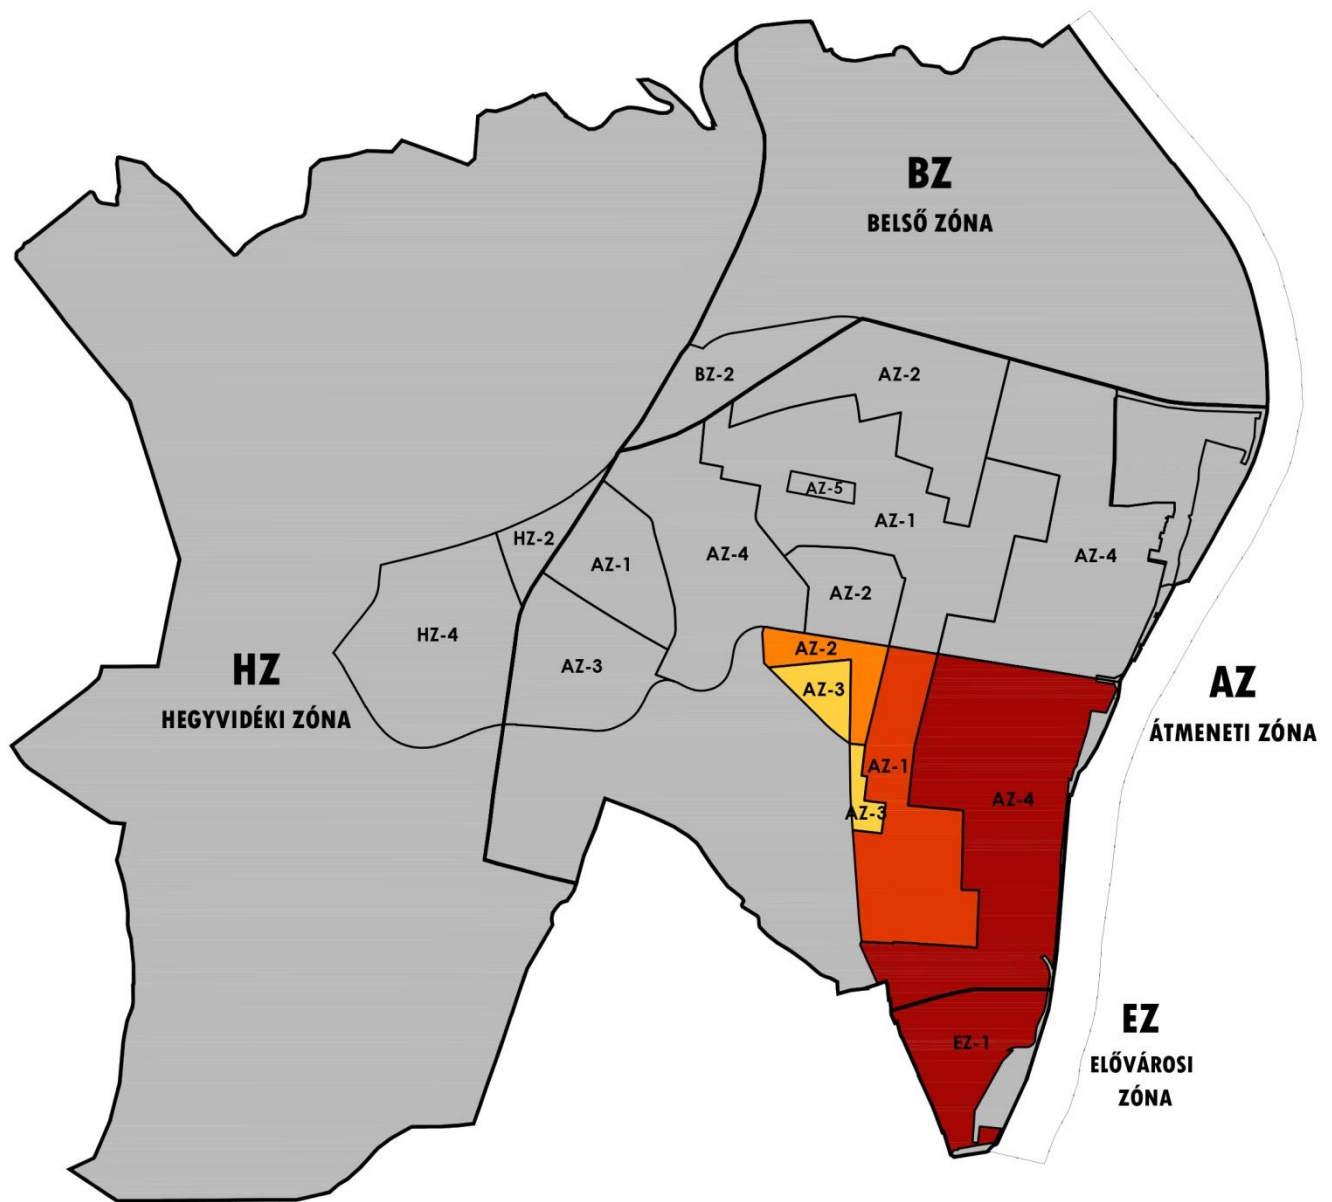 BZ
BELSŐ ZÓNA
BZ-2
AZ-2
AZ-5
AZ-1
HZ-2
AZ-1
AZ-4
AZ-4
AZ-2
HZ-4
AZ-3
AZ-2
AZ-3
HZ
HEGYVIDÉKI ZÓNA
AZ
ÁTMENETI ZÓNA
AZ-1
AZ-4
AZ-3
EZ
ELŐVÁROSI
ZÓNA
EZ-1